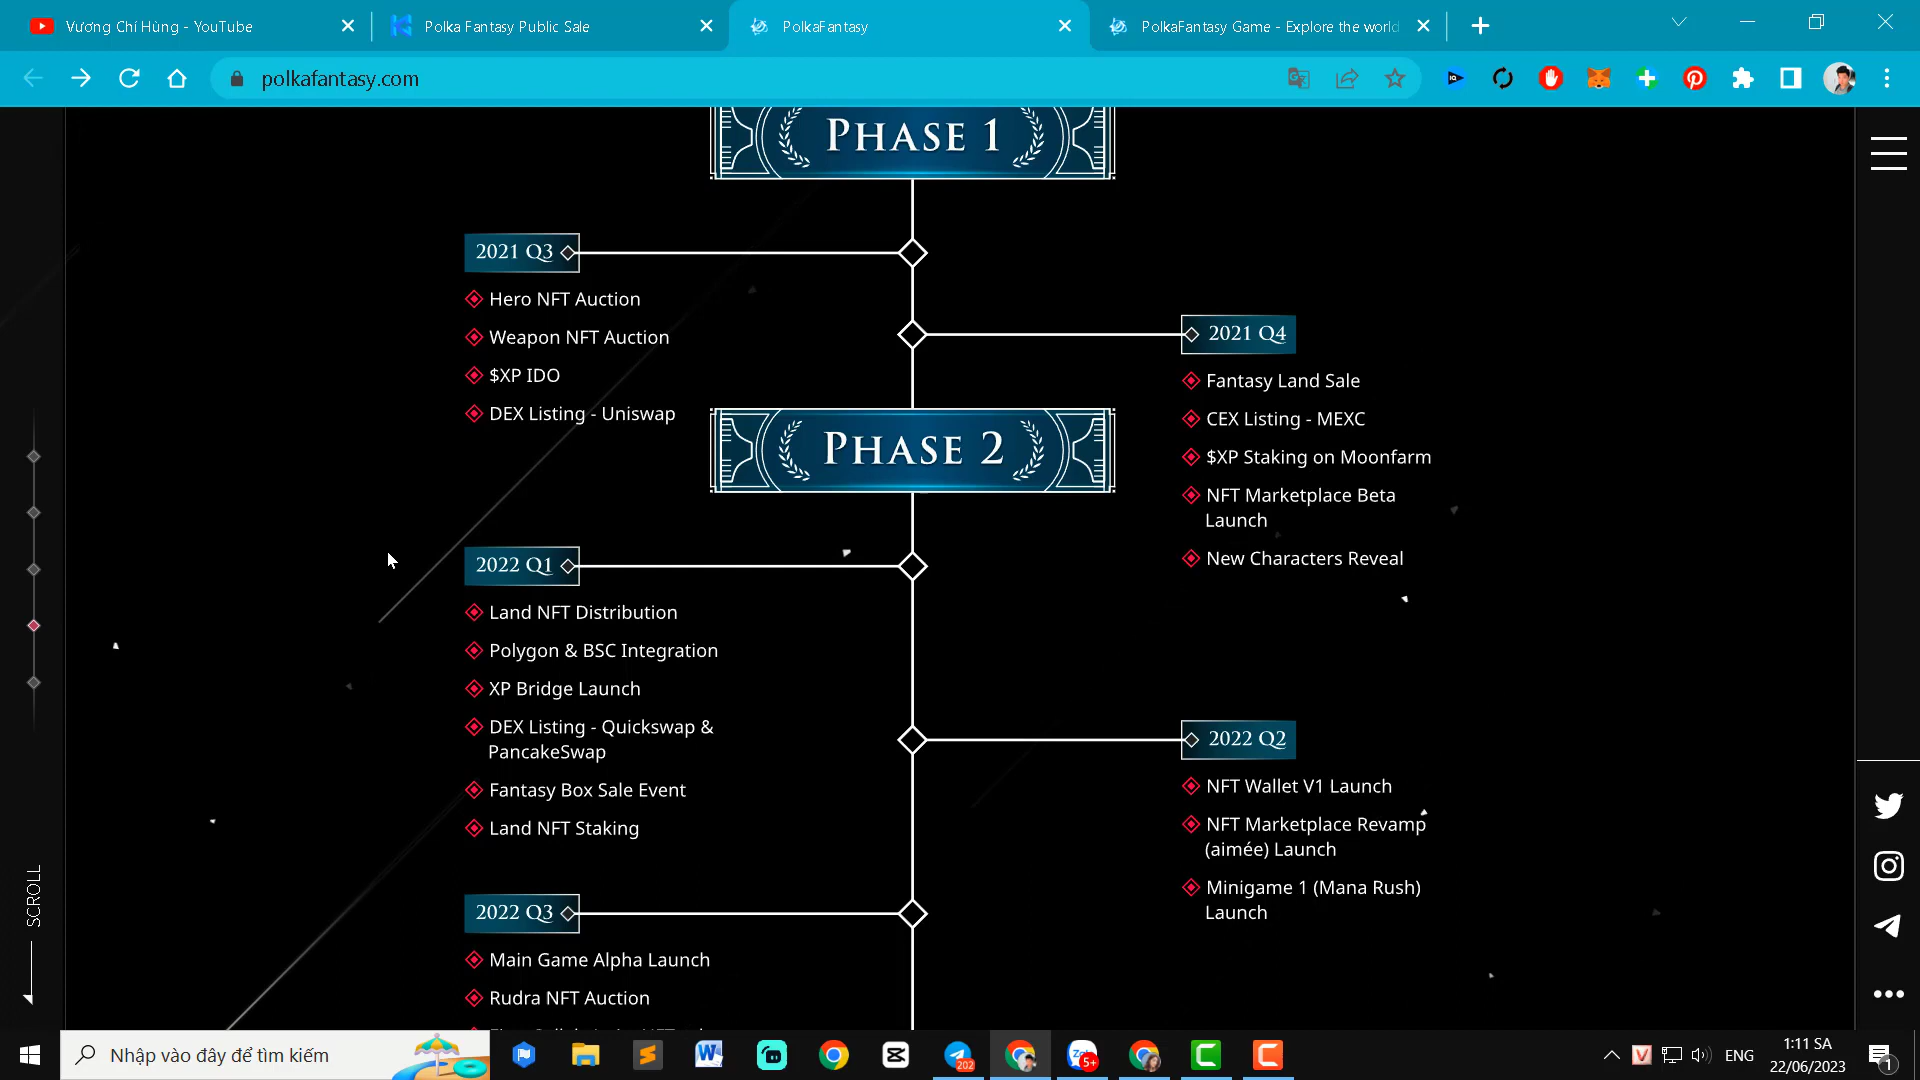 Vương Chí Hùng - YouTube
Polka Fantasy Public Sale
PolkaFantasy
PolkaFantasy Game - Explore the world
polkafantasy.com
PHASE 1
2021 Q3
Hero NFT Auction
Weapon NFT Auction
$XP IDO
DEX Listing - Uniswap
2021 Q4
Fantasy Land Sale
CEX Listing - MEXC
$XP Staking on Moonfarm
NFT Marketplace Beta
Launch
New Characters Reveal
PHASE 2
2022 Q1
Land NFT Distribution
Polygon & BSC Integration
XP Bridge Launch
DEX Listing - Quickswap &
PancakeSwap
Fantasy Box Sale Event
Land NFT Staking
2022 Q2
NFT Wallet V1 Launch
NFT Marketplace Revamp
(aimée) Launch
Minigame 1 (Mana Rush)
Launch
2022 Q3
Main Game Alpha Launch
Rudra NFT Auction
SCROLL
Nhập vào đây để tìm kiếm
202
5+
ENG
1:11 SA
22/06/2023
1